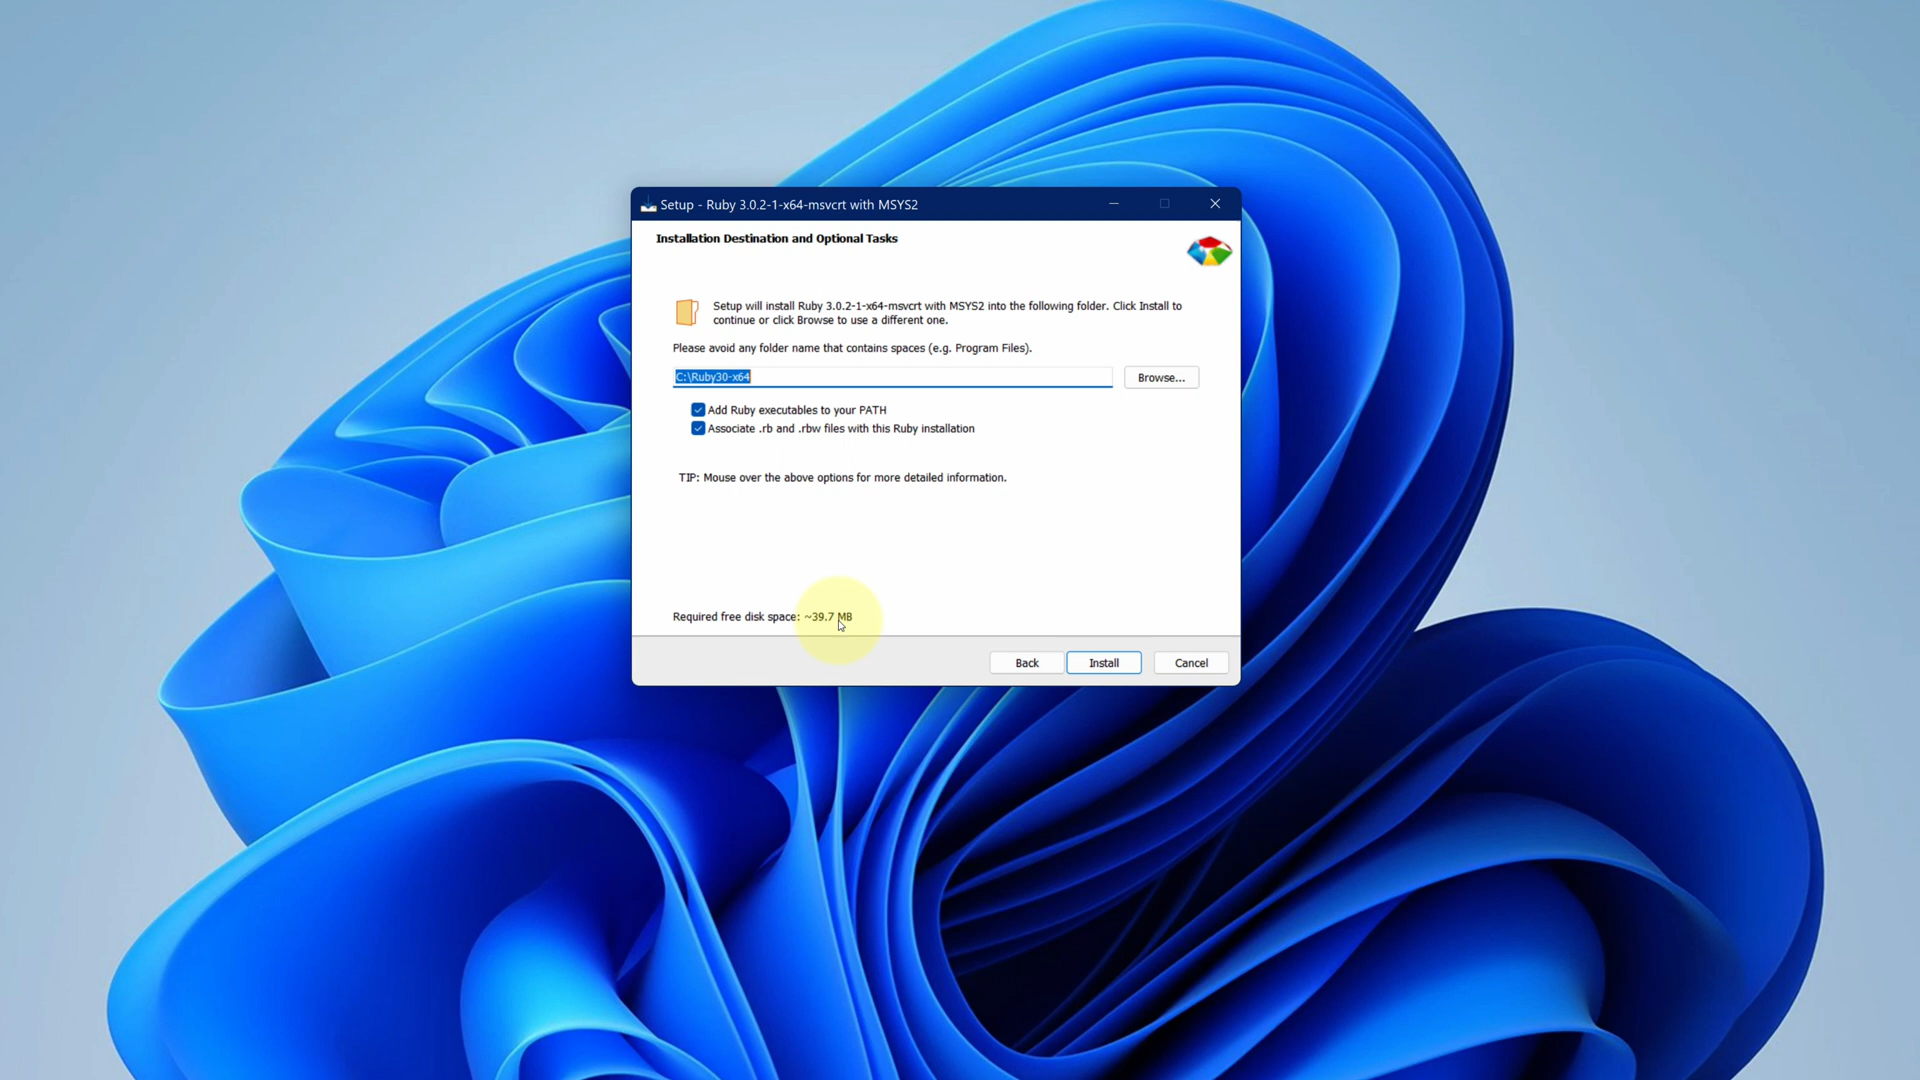 Setup - Ruby 3.0.2-1-x64-msvcrt with MSYS2
Installation Destination and Optional Tasks
Setup will install Ruby 3.0.2-1-x64-msvcrt with MSYS2 into the following folder. Click Install to
continue or click Browse to use a different one.
Please avoid any folder name that contains spaces (e.g. Program Files).
C:\Ruby30-x64
Browse...
Add Ruby executables to your PATH
Associate .rb and .rbw files with this Ruby installation
TIP: Mouse over the above options for more detailed information.
Required free disk space: ~39.7 MB
Back
Install
Cancel